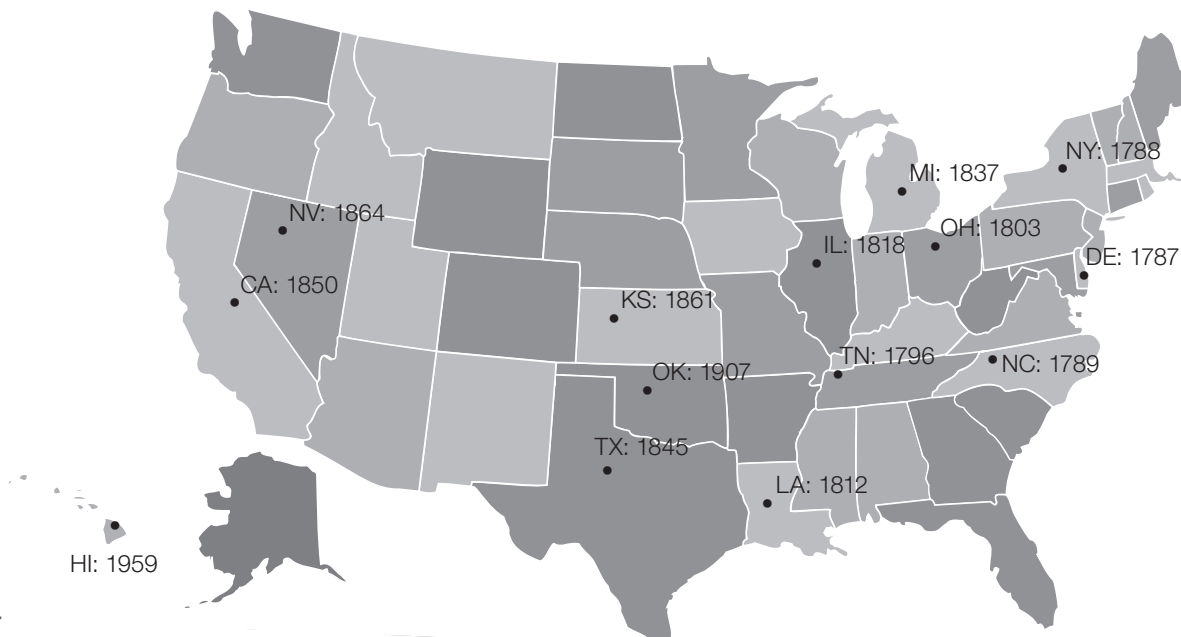 NY: 1788
MI: 1837
NV: 1864
OH: 1803
IL: 1818
DE: 1787
CA: 1850
KS: 1861
TN: 1796
NC: 1789
OK: 1907
TX: 1845
LA: 1812
HI: 1959